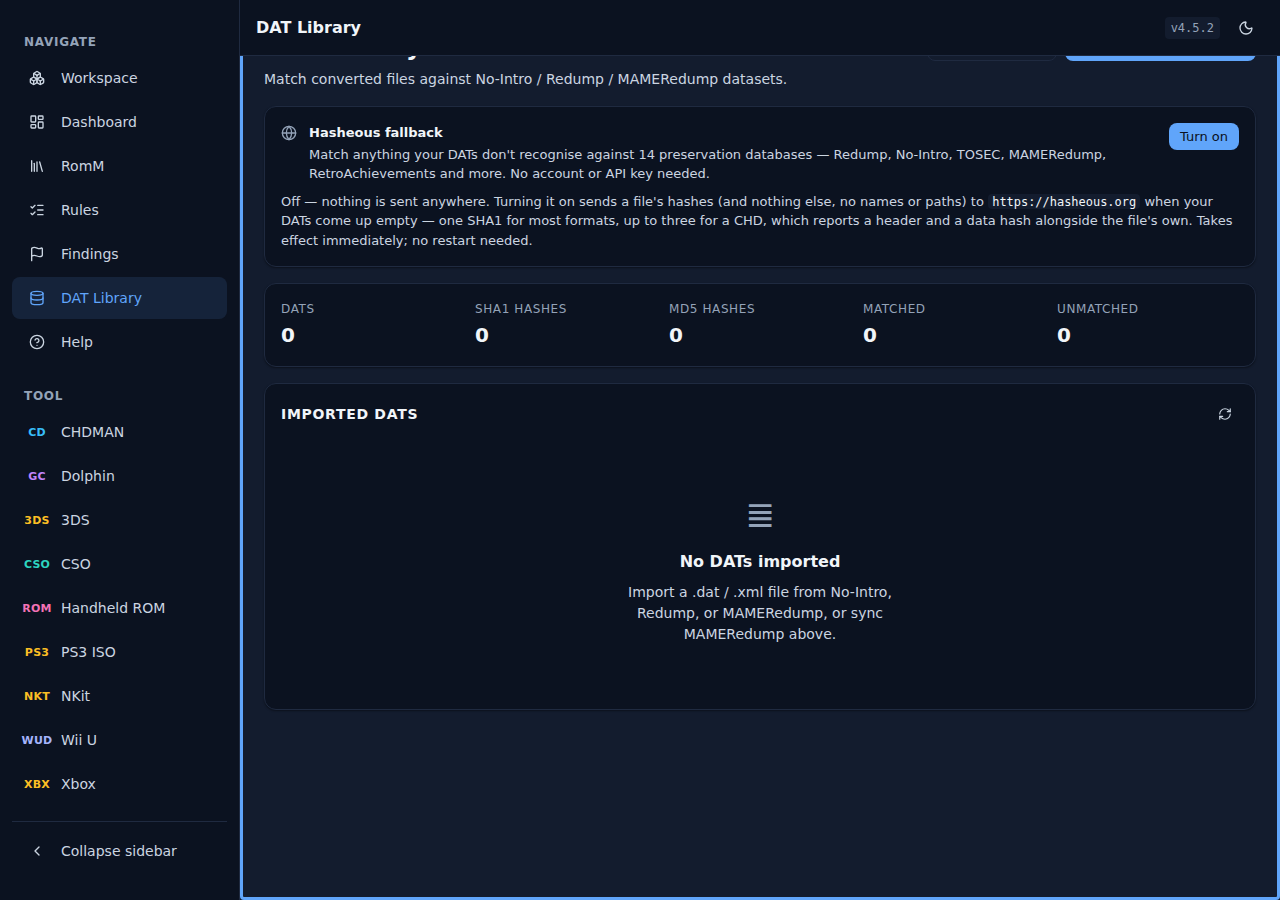 NAVIGATE
Workspace
Dashboard
RomM
Rules
Findings
DAT Library
Help
TOOL
CD CHDMAN
GC Dolphin
3DS 3DS
CSO CSO
ROM Handheld ROM
PS3 PS3 ISO
NKT NKit
WUD Wii U
XBX Xbox
Collapse sidebar
DAT Library
v4.5.2
Match converted files against No-Intro / Redump / MAMERedump datasets.
Hasheous fallback
Turn on
Match anything your DATs don't recognise against 14 preservation databases — Redump, No-Intro, TOSEC, MAMERedump,
RetroAchievements and more. No account or API key needed.
Off — nothing is sent anywhere. Turning it on sends a file's hashes (and nothing else, no names or paths) to https://hasheous.org when your
DATs come up empty — one SHA1 for most formats, up to three for a CHD, which reports a header and a data hash alongside the file's own. Takes
effect immediately; no restart needed.
DATS SHA1 HASHES MD5 HASHES MATCHED UNMATCHED
0 0 0 0 0
IMPORTED DATS
No DATs imported
Import a .dat / .xml file from No-Intro,
Redump, or MAMERedump, or sync
MAMERedump above.